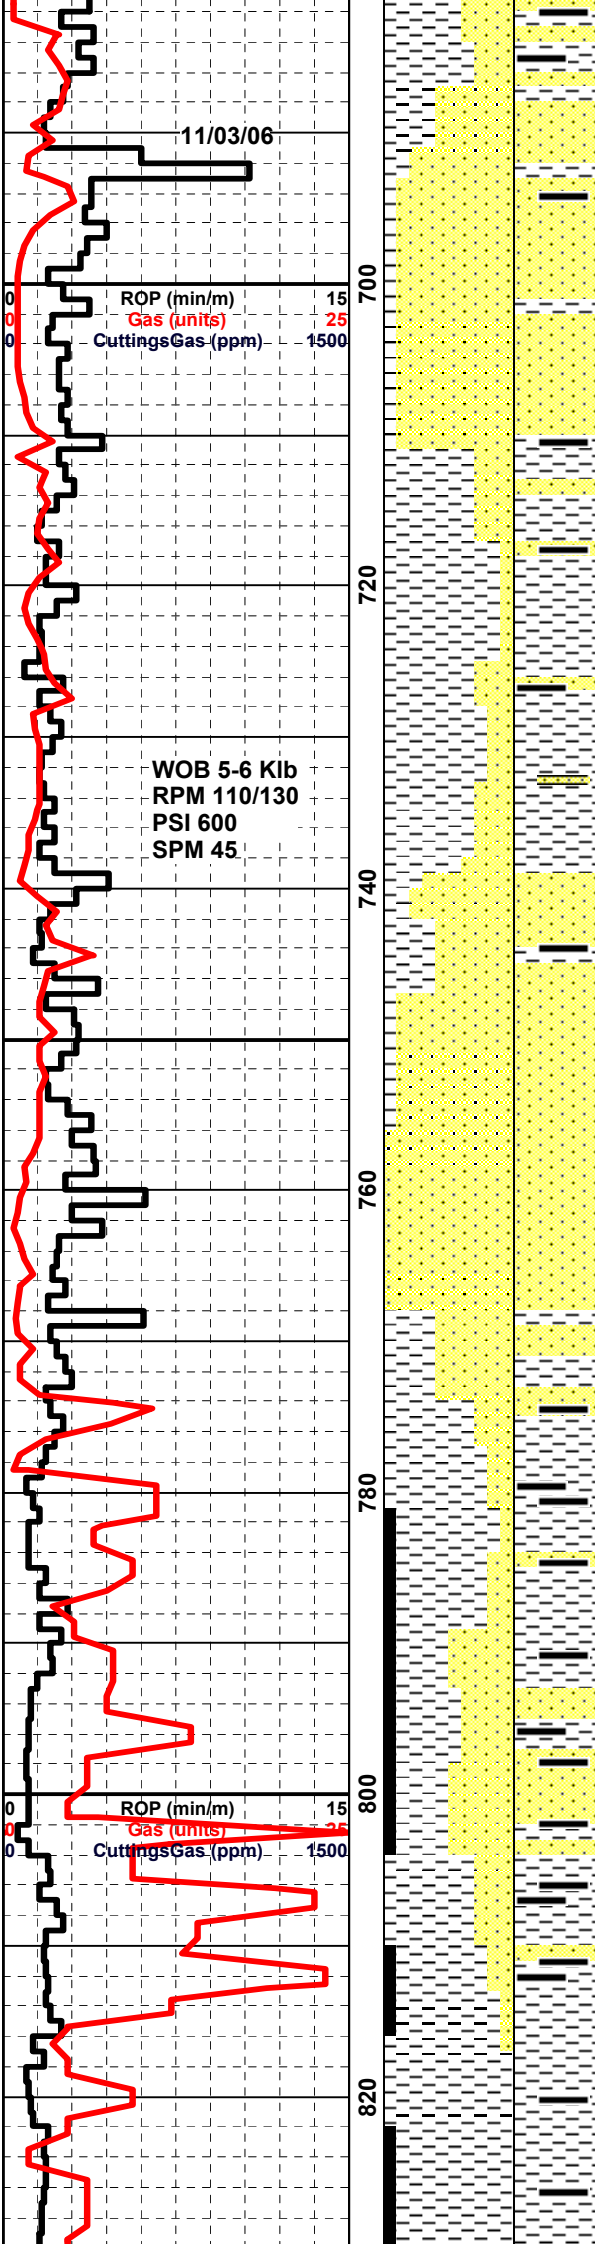 11/03/06
700
0 ROP (min/m) 15
0 Gas (units) 25
0 CuttingsGas (ppm) 1500
720
WOB 5-6 Klb
RPM 110/130
PSI 600
SPM 45
740
760
780
800
0 ROP (min/m) 15
0 Gas (units) 25
0 CuttingsGas (ppm) 1500
820